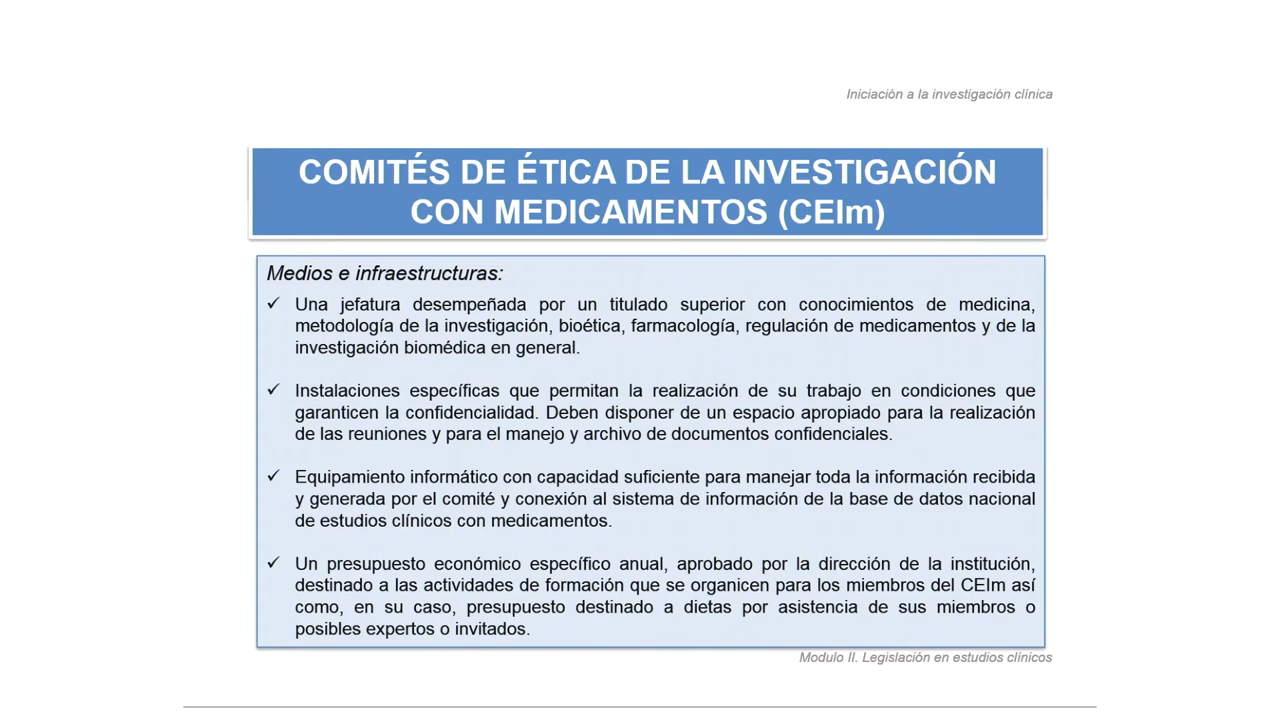 Iniciación a la investigación clínica
COMITÉS DE ÉTICA DE LA INVESTIGACIÓN
CON MEDICAMENTOS (CEIm)
Medios e infraestructuras:
✓ Una jefatura desempeñada por un titulado superior con conocimientos de medicina,
metodología de la investigación, bioética, farmacología, regulación de medicamentos y de la
investigación biomédica en general.
✓ Instalaciones específicas que permitan la realización de su trabajo en condiciones que
garanticen la confidencialidad. Deben disponer de un espacio apropiado para la realización
de las reuniones y para el manejo y archivo de documentos confidenciales.
✓ Equipamiento informático con capacidad suficiente para manejar toda la información recibida
y generada por el comité y conexión al sistema de información de la base de datos nacional
de estudios clínicos con medicamentos.
✓ Un presupuesto económico específico anual, aprobado por la dirección de la institución,
destinado a las actividades de formación que se organicen para los miembros del CEIm así
como, en su caso, presupuesto destinado a dietas por asistencia de sus miembros o
posibles expertos o invitados.
Modulo II. Legislación en estudios clínicos